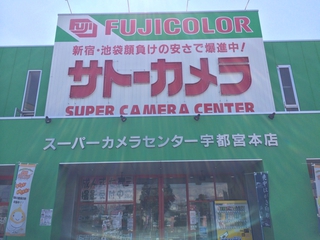 FUJI FUJICOLOR
新宿・池袋顔負けの安さで爆進中!
サトーカメラ
SUPER CAMERA CENTER
スーパーカメラセンター宇都宮本店